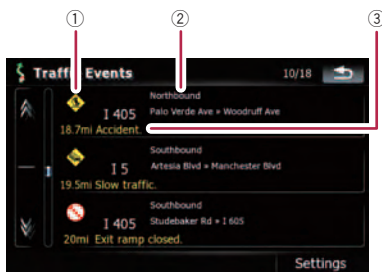 ① ② ③
Traffic Events 10/18
Northbound
I 405 Palo Verde Ave » Woodruff Ave
18.7mi Accident.
Southbound
I 5 Artesia Blvd » Manchester Blvd
19.5mi Slow traffic.
Southbound
I 405 Studebaker Rd » I 605
20mi Exit ramp closed.
Settings